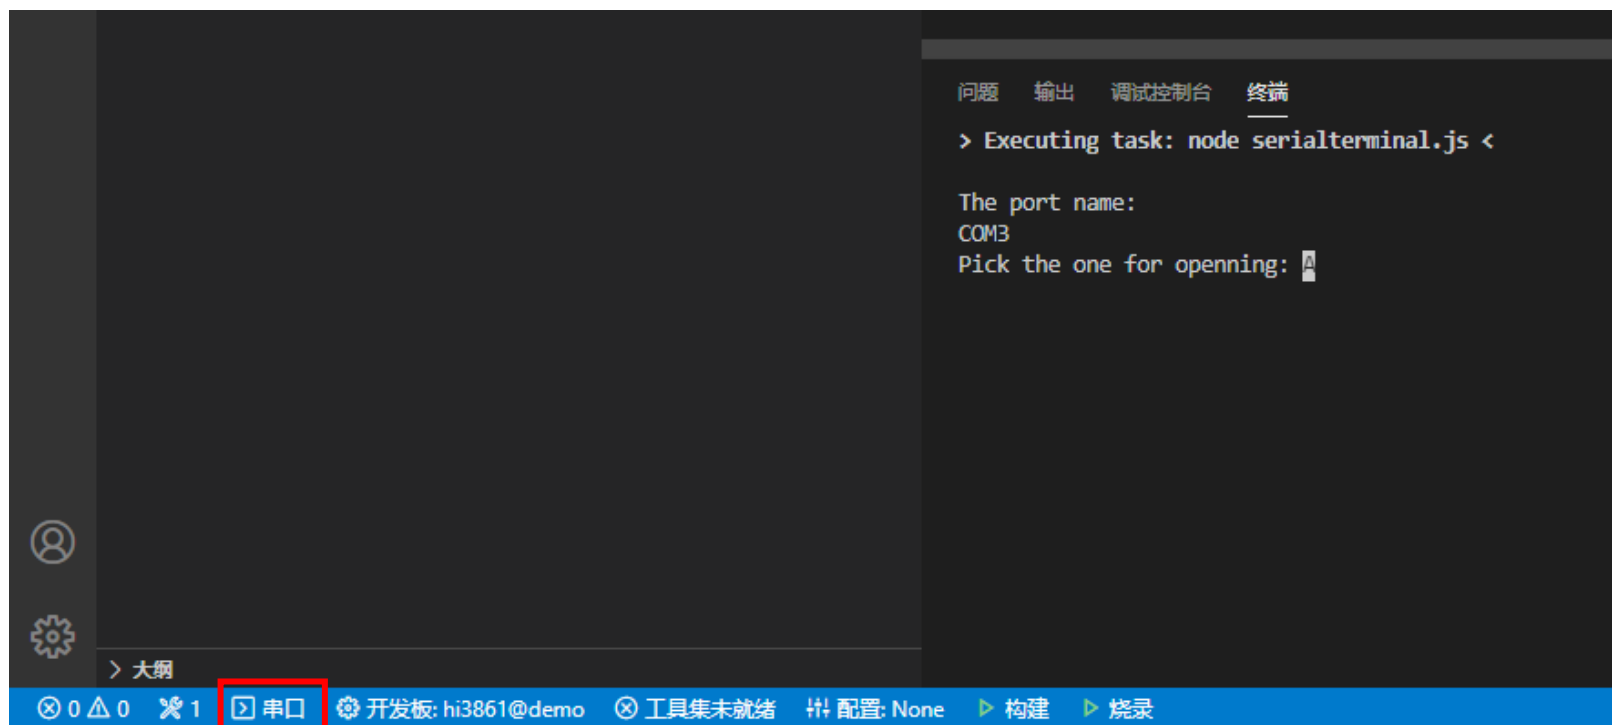 问题 输出 调试控制台 终端
> Executing task: node serialterminal.js <
The port name:
COM3
Pick the one for openning: A
大纲
0 0 1 串口 开发板: hi3861@demo 工具集未就绪 配置: None 构建 烧录